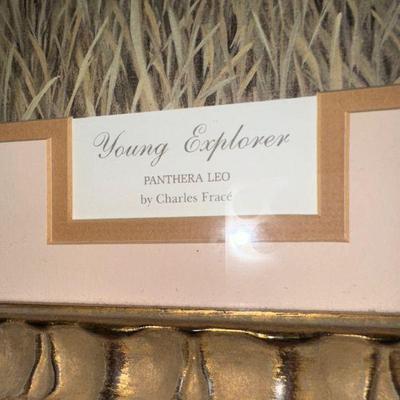 Young Explorer
PANTHERA LEO
by Charles Fracé